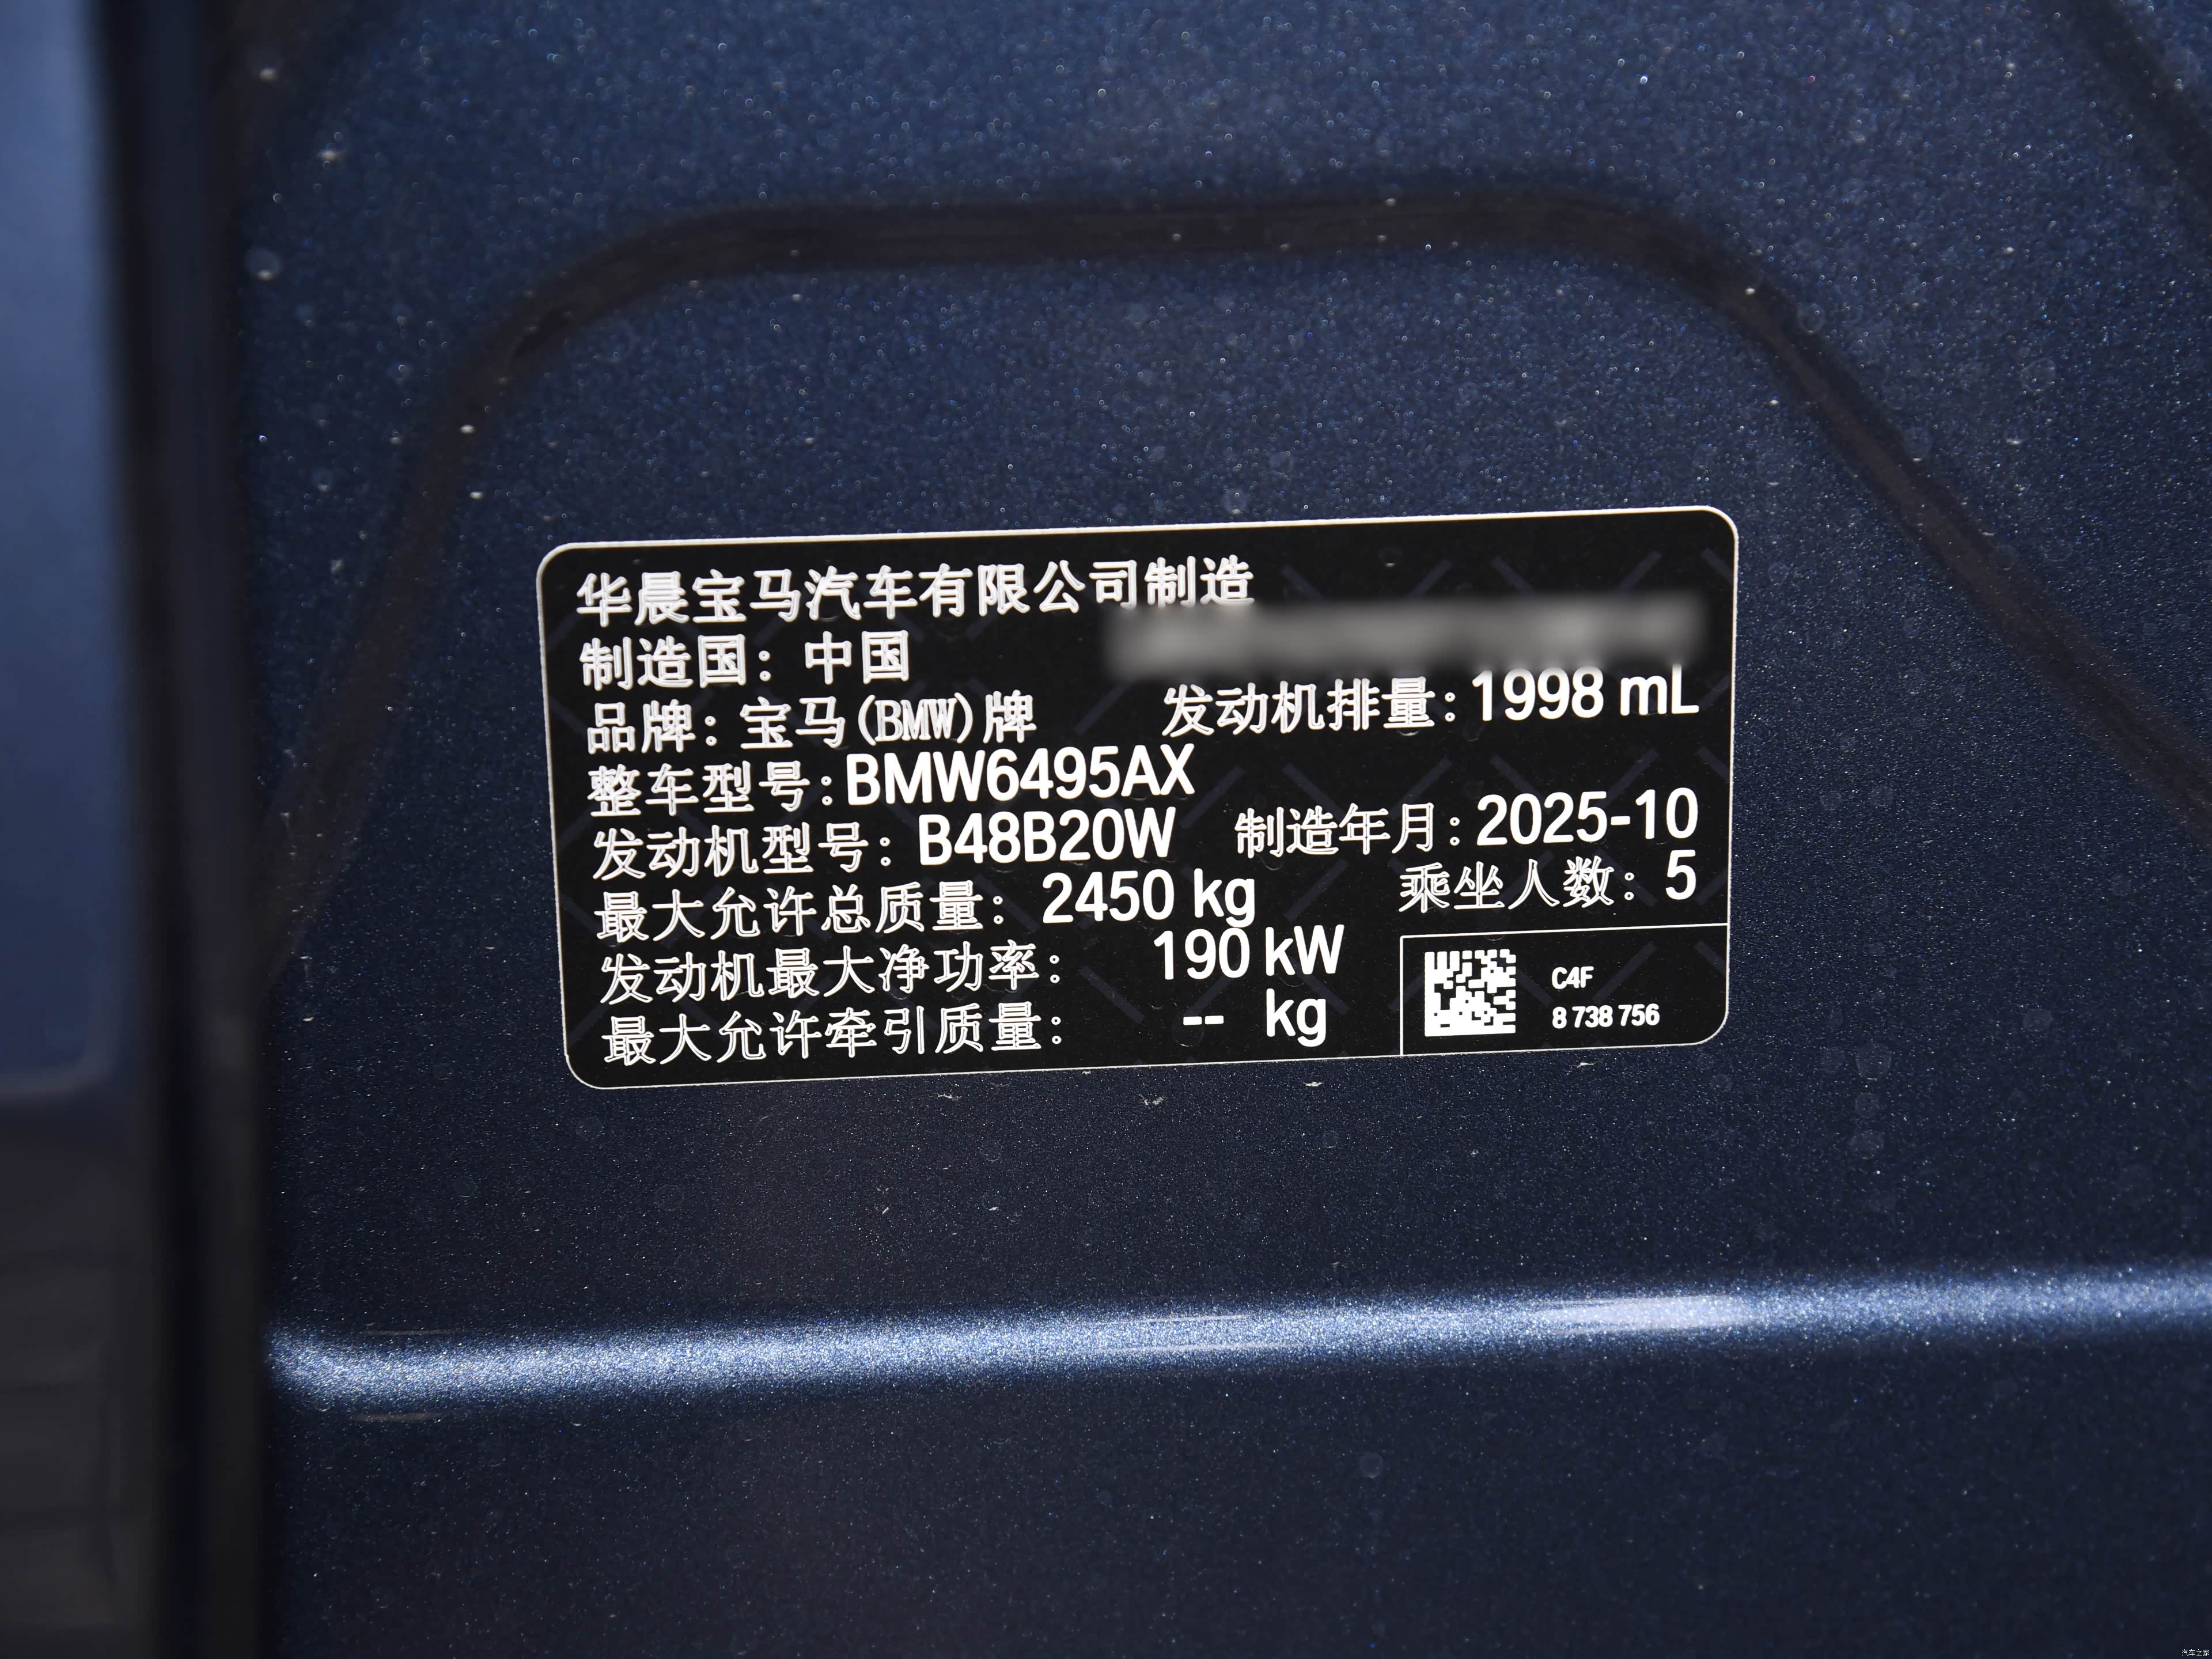 华晨宝马汽车有限公司制造
制造国：中国
品牌：宝马(BMW)牌 发动机排量：1998 mL
整车型号：BMW6495AX
发动机型号：B48B20W 制造年月：2025-10
最大允许总质量：2450 kg 乘坐人数：5
发动机最大净功率：190 kW
最大允许牵引质量：-- kg
C4F
8 738 756
汽车之家